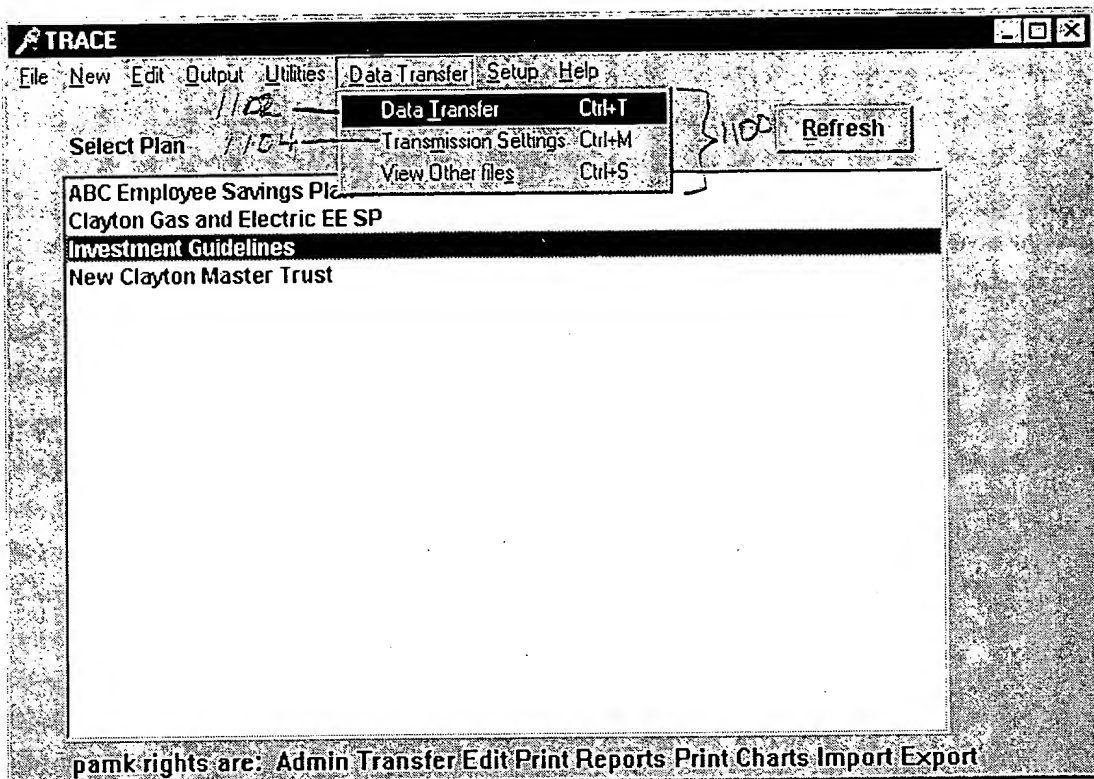 TRACE
File New Edit Output Utilities Data Transfer Setup Help
1102 Data Transfer Ctrl+T
1100 Refresh
Select Plan 1104 Transmission Settings Ctrl+M
View Other files Ctrl+S
ABC Employee Savings Plan
Clayton Gas and Electric EE SP
Investment Guidelines
New Clayton Master Trust
pamk rights are: Admin Transfer Edit Print Reports Print Charts Import Export